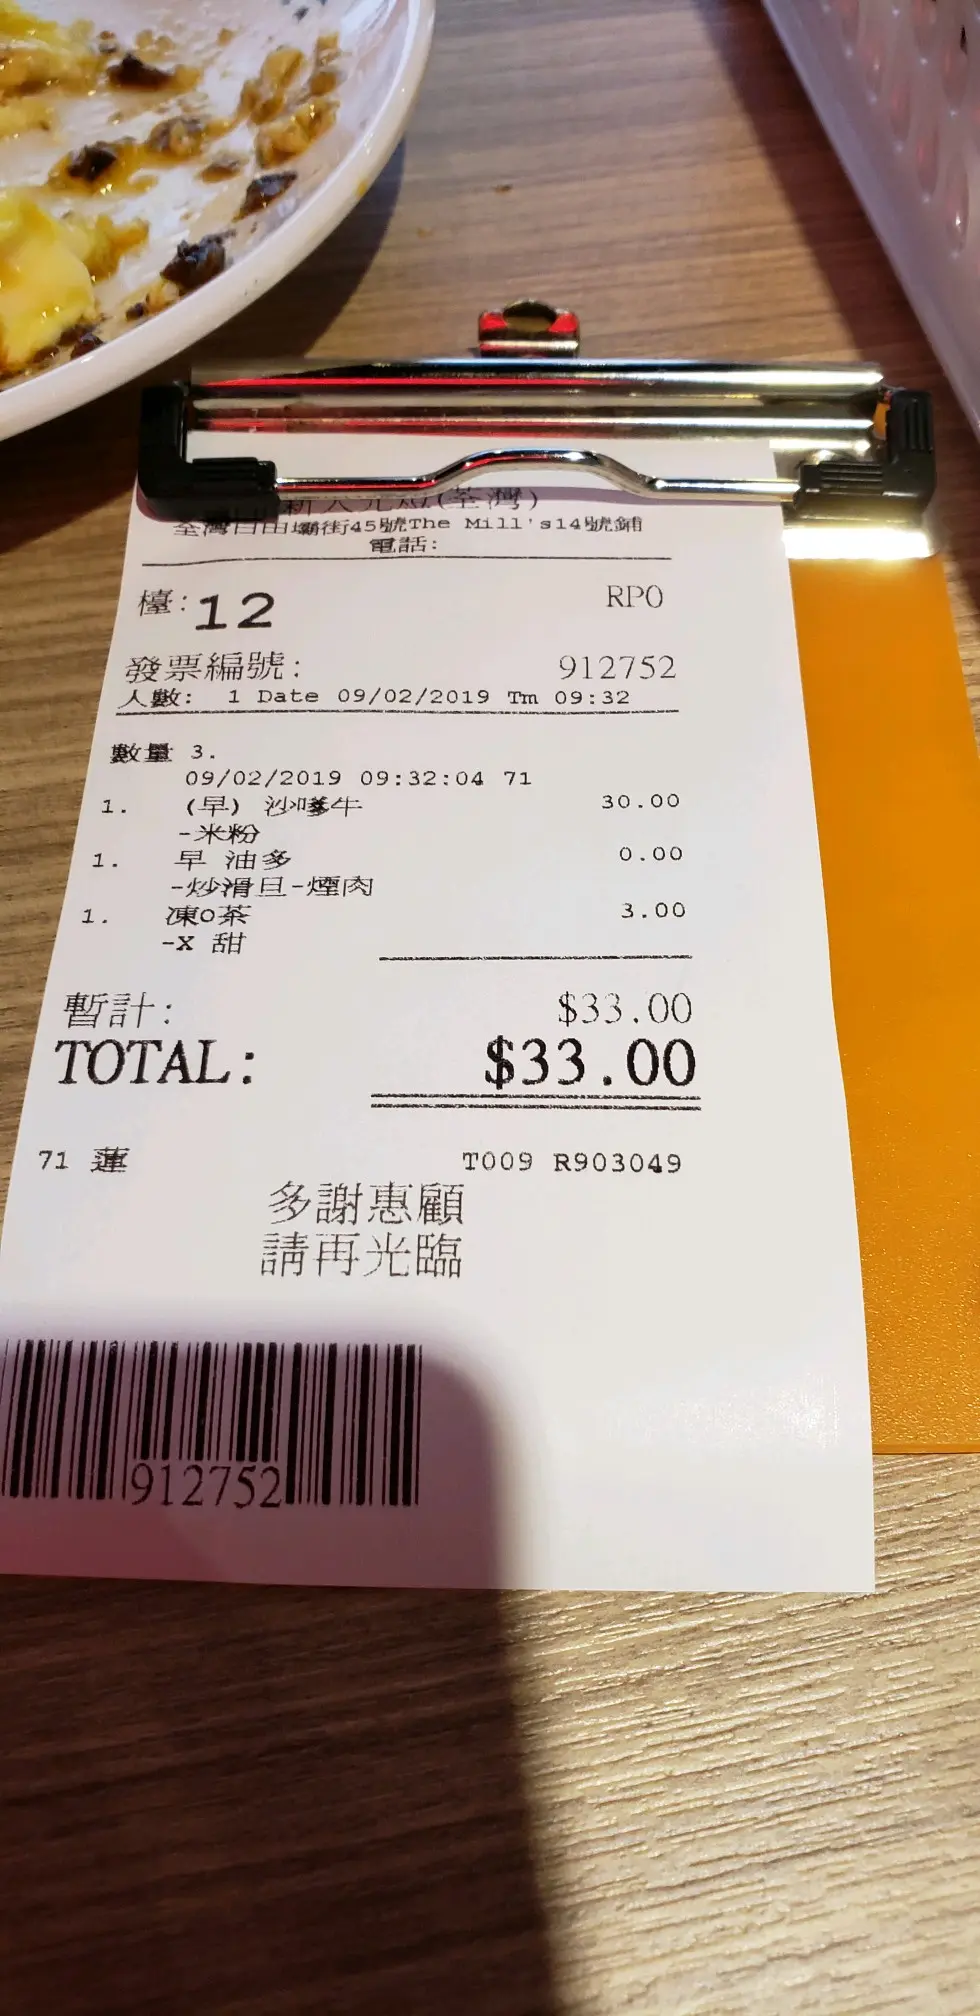 (荃灣)
荃灣白田壩街45號The Mill's14號鋪
電話:
檯: 12 RP0
發票編號: 912752
人數: 1 Date 09/02/2019 Tm 09:32
數量 3.
09/02/2019 09:32:04 71
1. (早) 沙嗲牛 30.00
-米粉
1. 早 油多 0.00
-炒滑旦-煙肉
1. 凍O茶 3.00
-X 甜
暫計: $33.00
TOTAL: $33.00
71 蓮 T009 R903049
多謝惠顧
請再光臨
912752